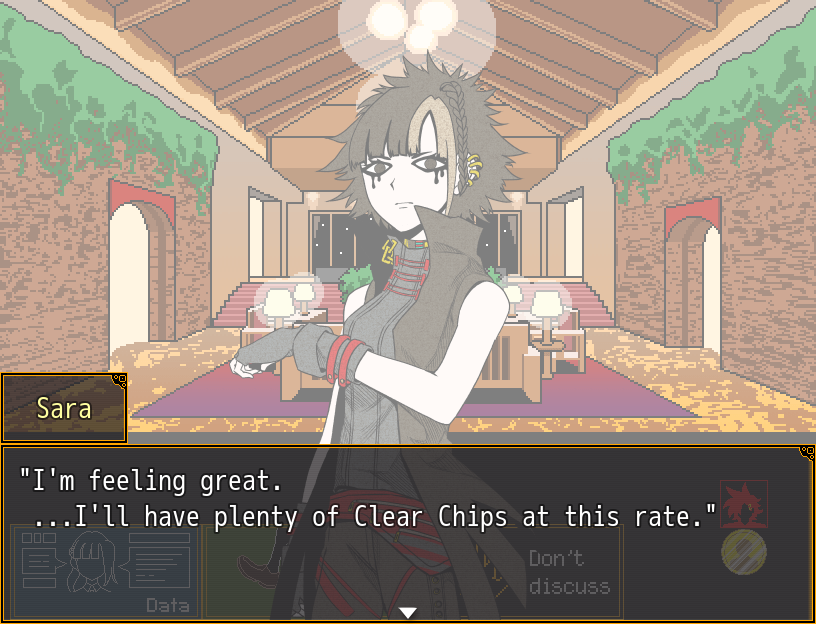 Sara
"I'm feeling great.
...I'll have plenty of Clear Chips at this rate."
Don't
discuss
Data